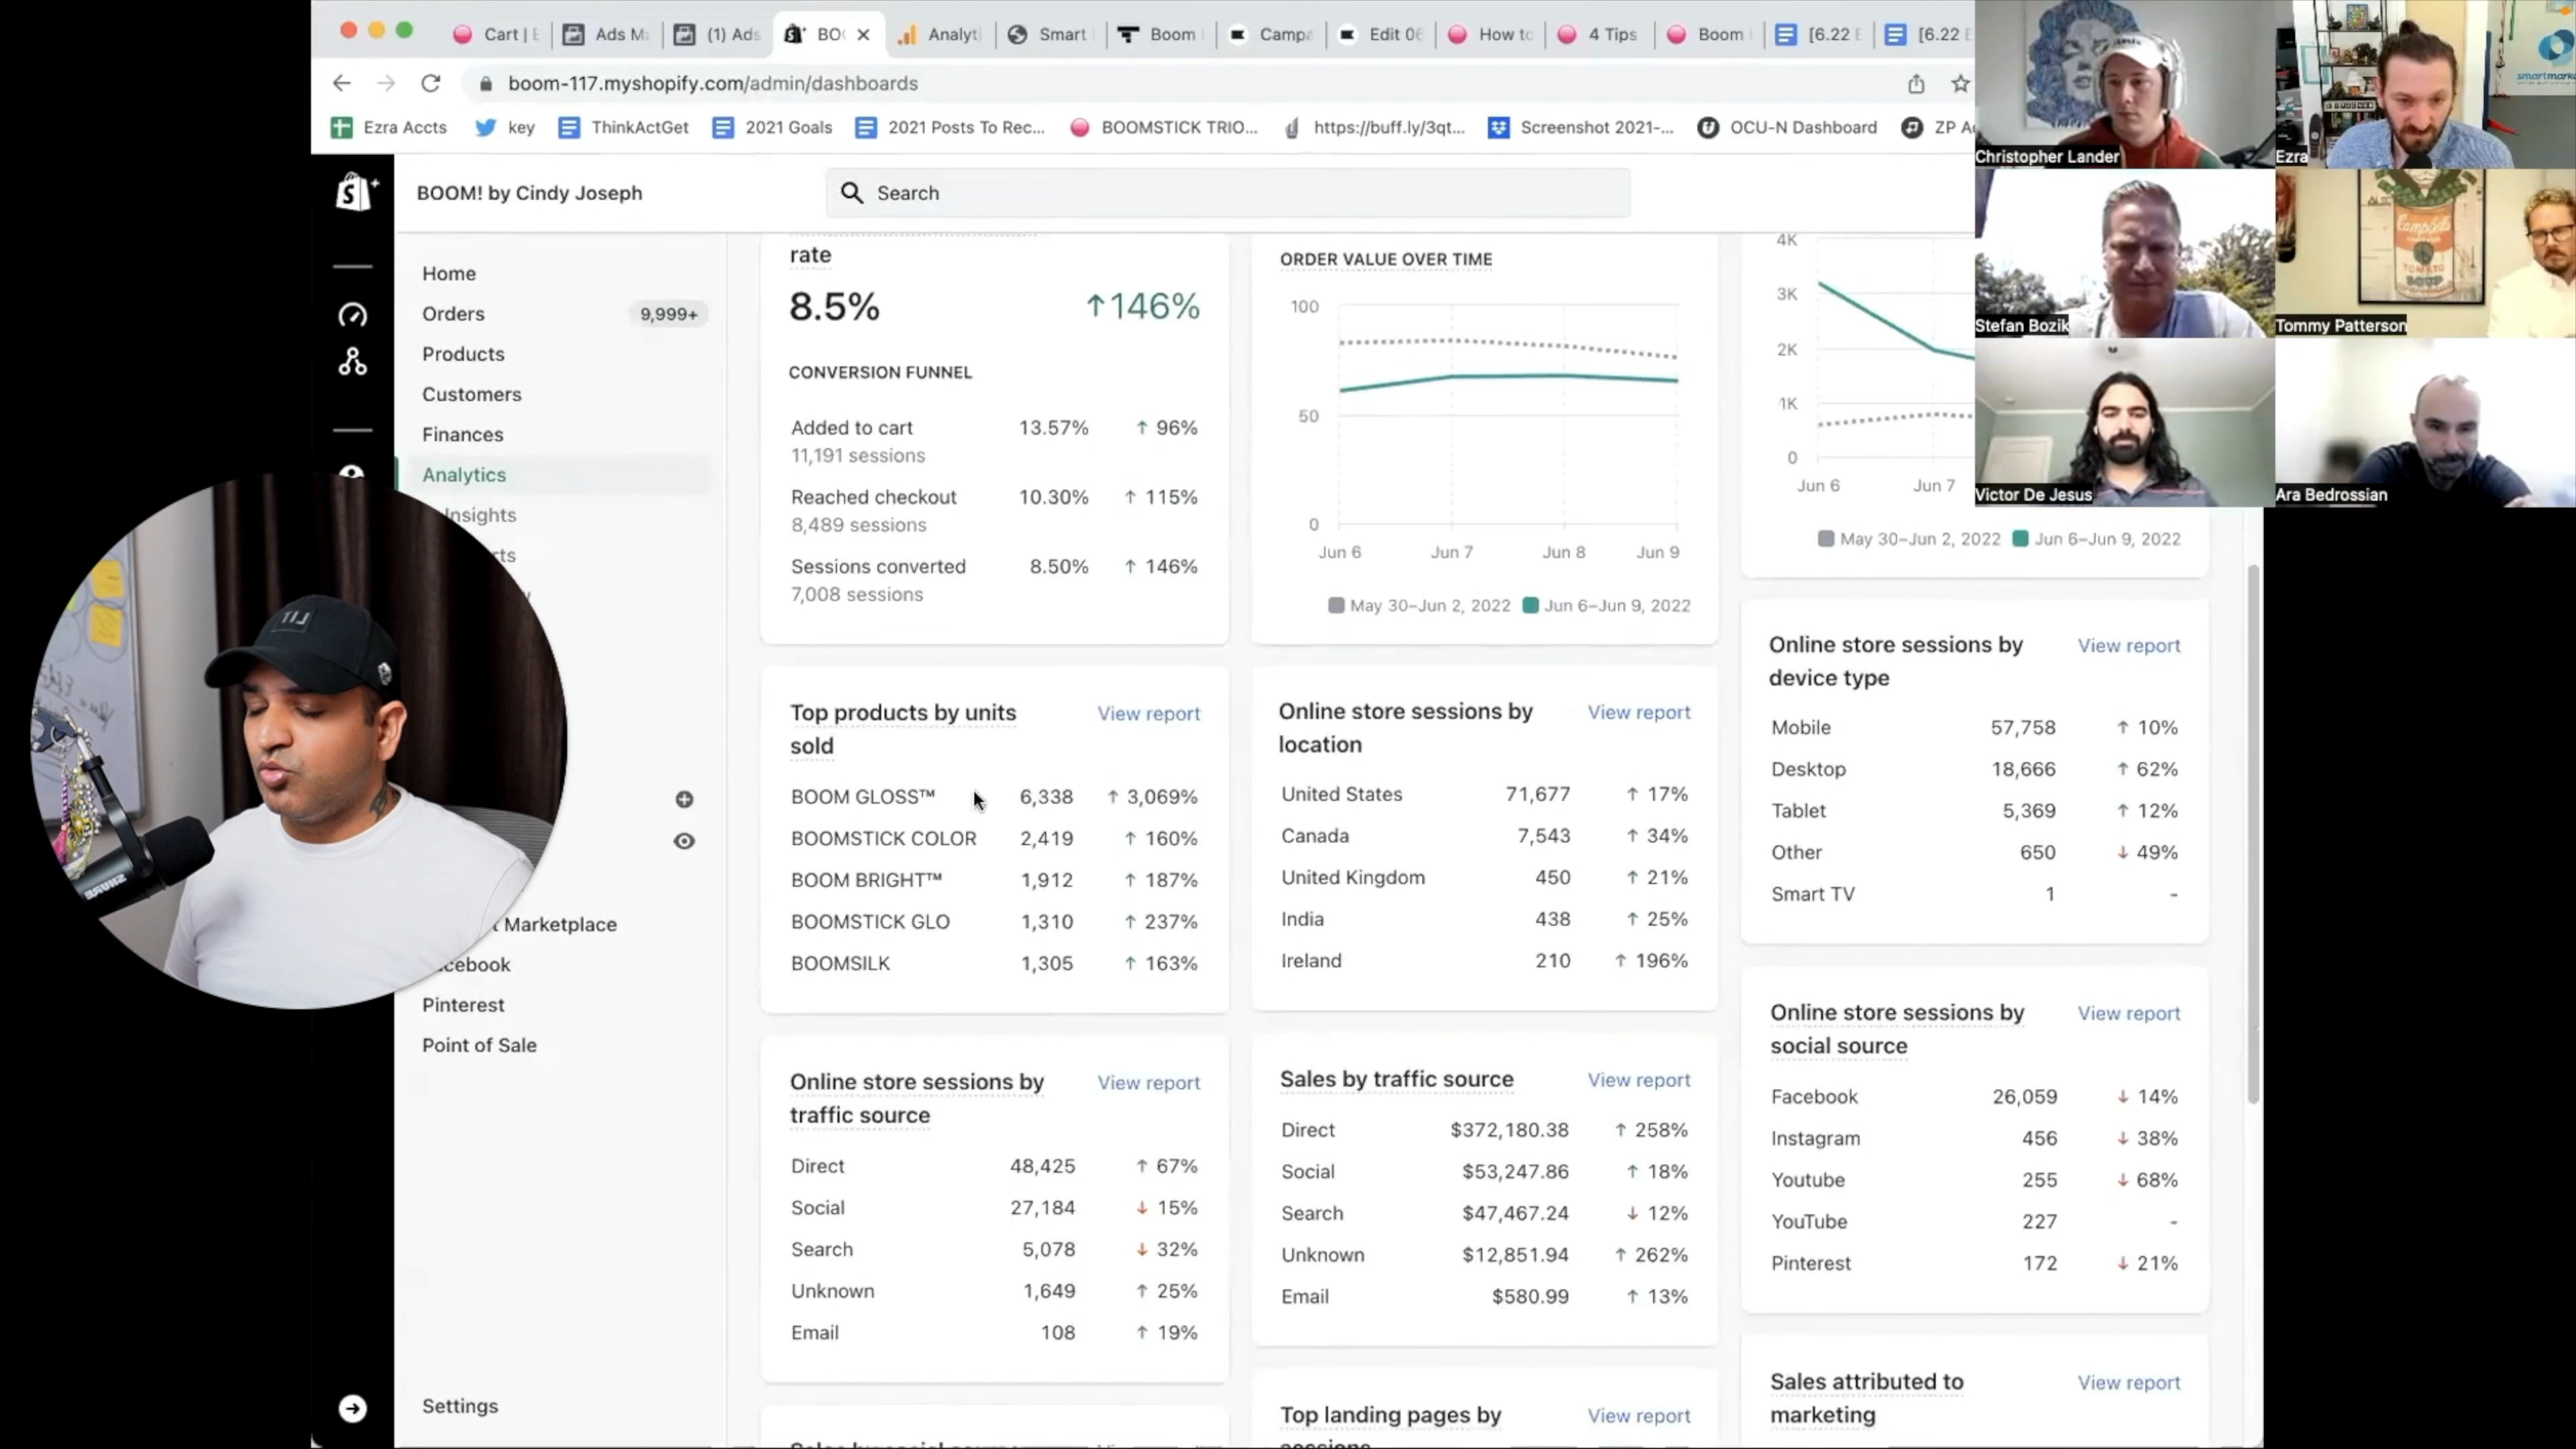 Cart | E
Ads Ma
(1) Ads
BO
Analyti
Smart
Boom
Campa
Edit 06
How to
4 Tips
Boom
[6.22 E
[6.22 E
boom-117.myshopify.com/admin/dashboards
Ezra Accts
key
ThinkActGet
2021 Goals
2021 Posts To Rec...
BOOMSTICK TRIO...
https://buff.ly/3qt...
Screenshot 2021-...
OCU-N Dashboard
ZP A
BOOM! by Cindy Joseph
Search
Home
Orders
9,999+
Products
Customers
Finances
Analytics
Insights
rts
t Marketplace
cebook
Pinterest
Point of Sale
Settings
rate
8.5%
↑146%
CONVERSION FUNNEL
Added to cart 13.57% ↑ 96%
11,191 sessions
Reached checkout 10.30% ↑ 115%
8,489 sessions
Sessions converted 8.50% ↑ 146%
7,008 sessions
ORDER VALUE OVER TIME
100
50
0
Jun 6 Jun 7 Jun 8 Jun 9
May 30–Jun 2, 2022 Jun 6–Jun 9, 2022
4K
3K
2K
1K
0
Jun 6 Jun 7
May 30–Jun 2, 2022 Jun 6–Jun 9, 2022
Top products by units
sold
View report
BOOM GLOSS™ 6,338 ↑ 3,069%
BOOMSTICK COLOR 2,419 ↑ 160%
BOOM BRIGHT™ 1,912 ↑ 187%
BOOMSTICK GLO 1,310 ↑ 237%
BOOMSILK 1,305 ↑ 163%
Online store sessions by
location
View report
United States 71,677 ↑ 17%
Canada 7,543 ↑ 34%
United Kingdom 450 ↑ 21%
India 438 ↑ 25%
Ireland 210 ↑ 196%
Online store sessions by
device type
View report
Mobile 57,758 ↑ 10%
Desktop 18,666 ↑ 62%
Tablet 5,369 ↑ 12%
Other 650 ↓ 49%
Smart TV 1 -
Online store sessions by
traffic source
View report
Direct 48,425 ↑ 67%
Social 27,184 ↓ 15%
Search 5,078 ↓ 32%
Unknown 1,649 ↑ 25%
Email 108 ↑ 19%
Sales by traffic source
View report
Direct $372,180.38 ↑ 258%
Social $53,247.86 ↑ 18%
Search $47,467.24 ↓ 12%
Unknown $12,851.94 ↑ 262%
Email $580.99 ↑ 13%
Online store sessions by
social source
View report
Facebook 26,059 ↓ 14%
Instagram 456 ↓ 38%
Youtube 255 ↓ 68%
YouTube 227 -
Pinterest 172 ↓ 21%
Top landing pages by
View report
Sales attributed to
marketing
View report
Christopher Lander
Ezra
smartmark
Stefan Bozik
Campbell's
TOMATO
SOUP
Tommy Patterson
Victor De Jesus
Ara Bedrossian
LIT
SHURE